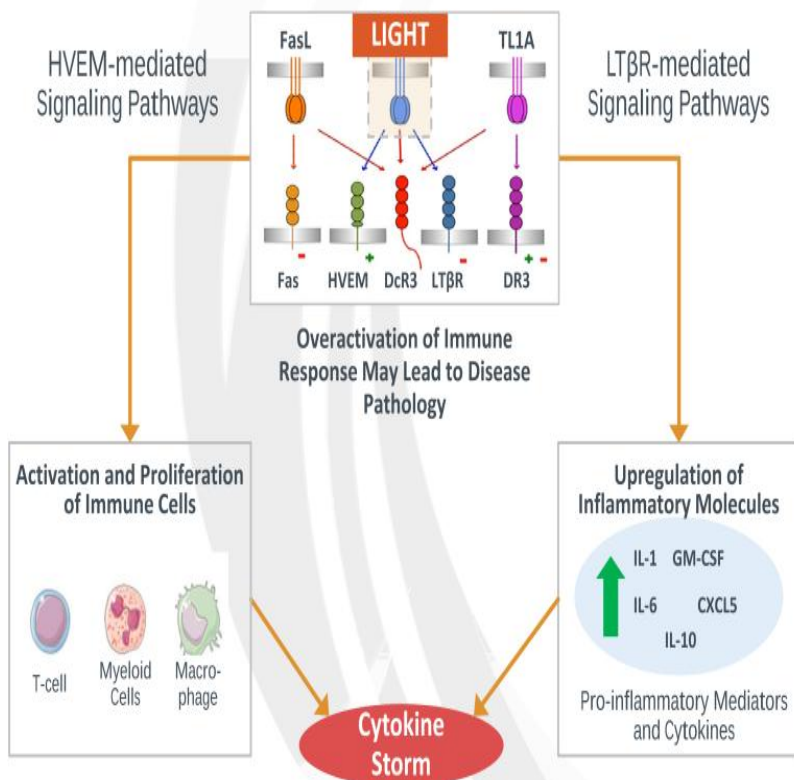 HVEM-mediated
Signaling Pathways
FasL
LIGHT
TL1A
LTβR-mediated
Signaling Pathways
- + - + -
Fas HVEM DcR3 LTβR DR3
Overactivation of Immune
Response May Lead to Disease
Pathology
Activation and Proliferation
of Immune Cells
T-cell
Myeloid
Cells
Macro-
phage
Upregulation of
Inflammatory Molecules
IL-1 GM-CSF
IL-6 CXCL5
IL-10
Pro-inflammatory Mediators
and Cytokines
Cytokine
Storm